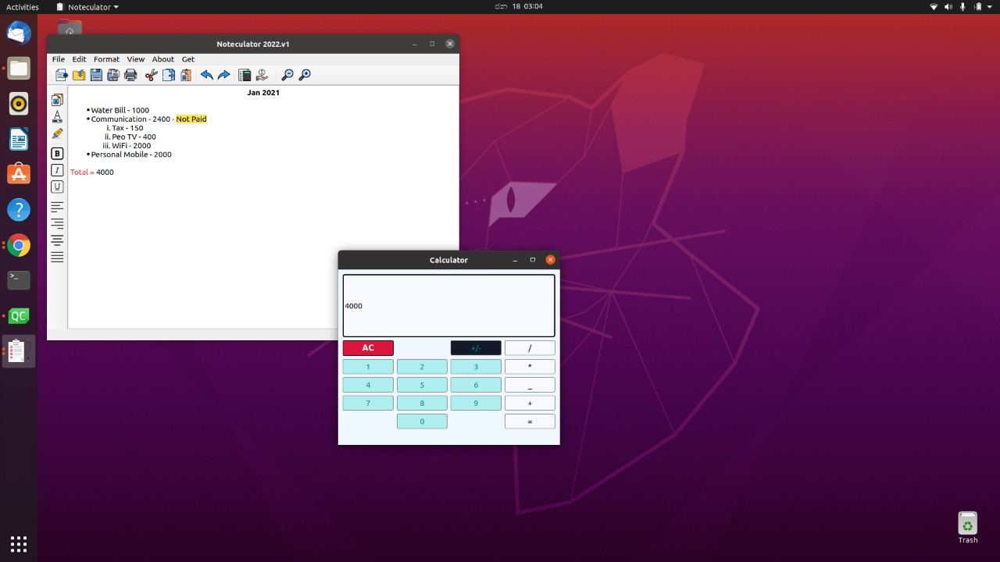 Activities
Noteculator
ජන 18 03:04
Noteculator 2022.v1
File Edit Format View About Get
Jan 2021
•Water Bill - 1000
•Communication - 2400 - Not Paid
i. Tax - 150
ii. Peo TV - 400
iii. WiFi - 2000
•Personal Mobile - 2000
Total = 4000
B
I
U
Calculator
4000
AC +/- /
1 2 3 *
4 5 6 _
7 8 9 +
0 =
QC
Trash